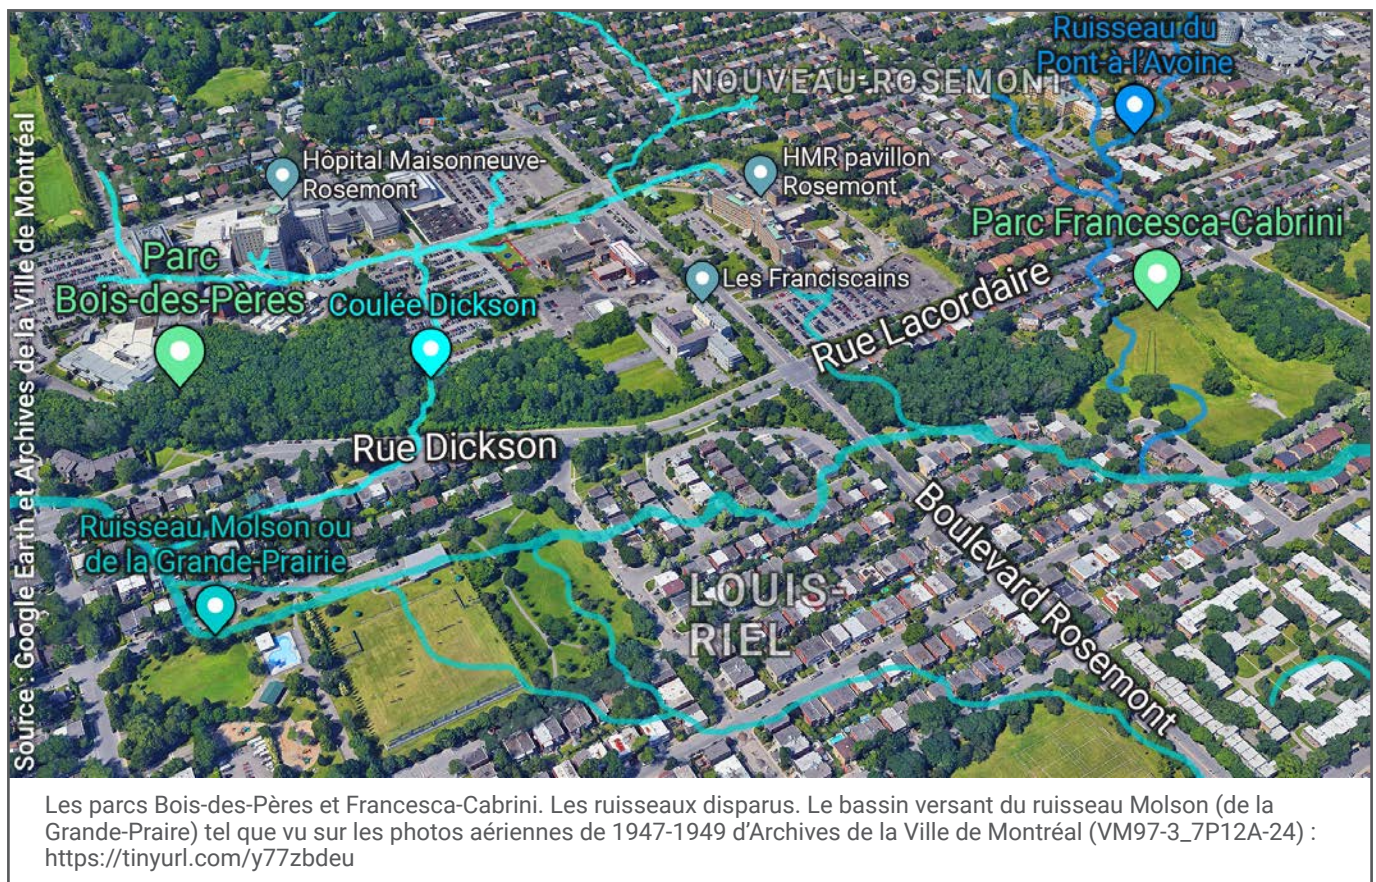 Ruisseau du
Pont-à-l'Avoine
NOUVEAU-ROSEMONT
Hôpital Maisonneuve-
Rosemont
HMR pavillon
Rosemont
Parc Francesca-Cabrini
Parc
Bois-des-Pères
Coulée Dickson
Les Franciscains
Rue Lacordaire
Rue Dickson
Boulevard Rosemont
Ruisseau Molson ou
de la Grande-Prairie
LOUIS-
RIEL
Source : Google Earth et Archives de la Ville de Montréal
Les parcs Bois-des-Pères et Francesca-Cabrini. Les ruisseaux disparus. Le bassin versant du ruisseau Molson (de la
Grande-Praire) tel que vu sur les photos aériennes de 1947-1949 d'Archives de la Ville de Montréal (VM97-3_7P12A-24) :
https://tinyurl.com/y77zbdeu